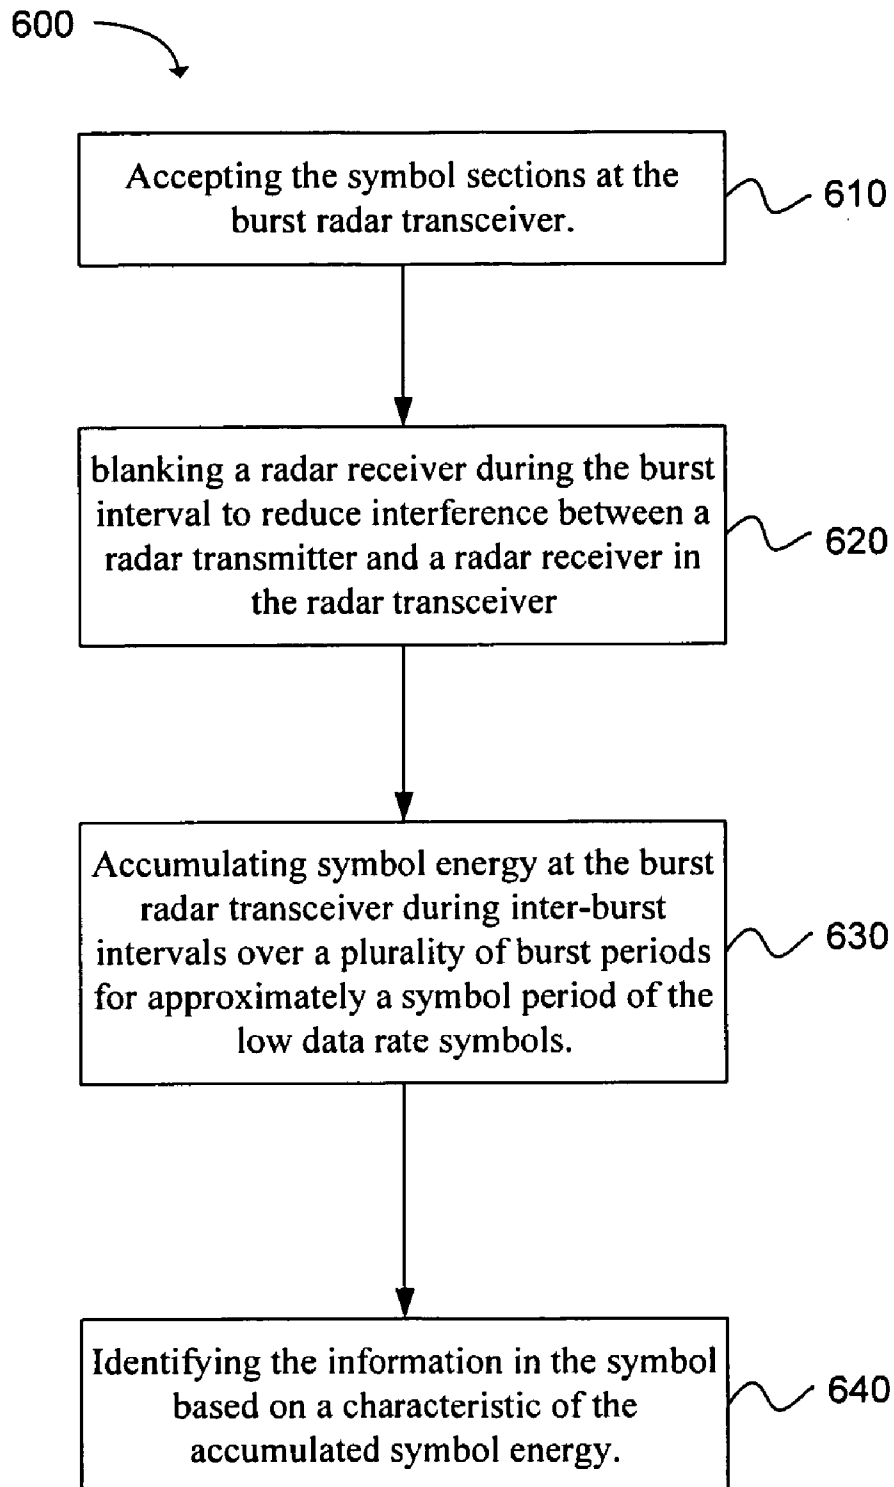 600
Accepting the symbol sections at the
burst radar transceiver.
610
blanking a radar receiver during the burst
interval to reduce interference between a
radar transmitter and a radar receiver in
the radar transceiver
620
Accumulating symbol energy at the burst
radar transceiver during inter-burst
intervals over a plurality of burst periods
for approximately a symbol period of the
low data rate symbols.
630
Identifying the information in the symbol
based on a characteristic of the
accumulated symbol energy.
640